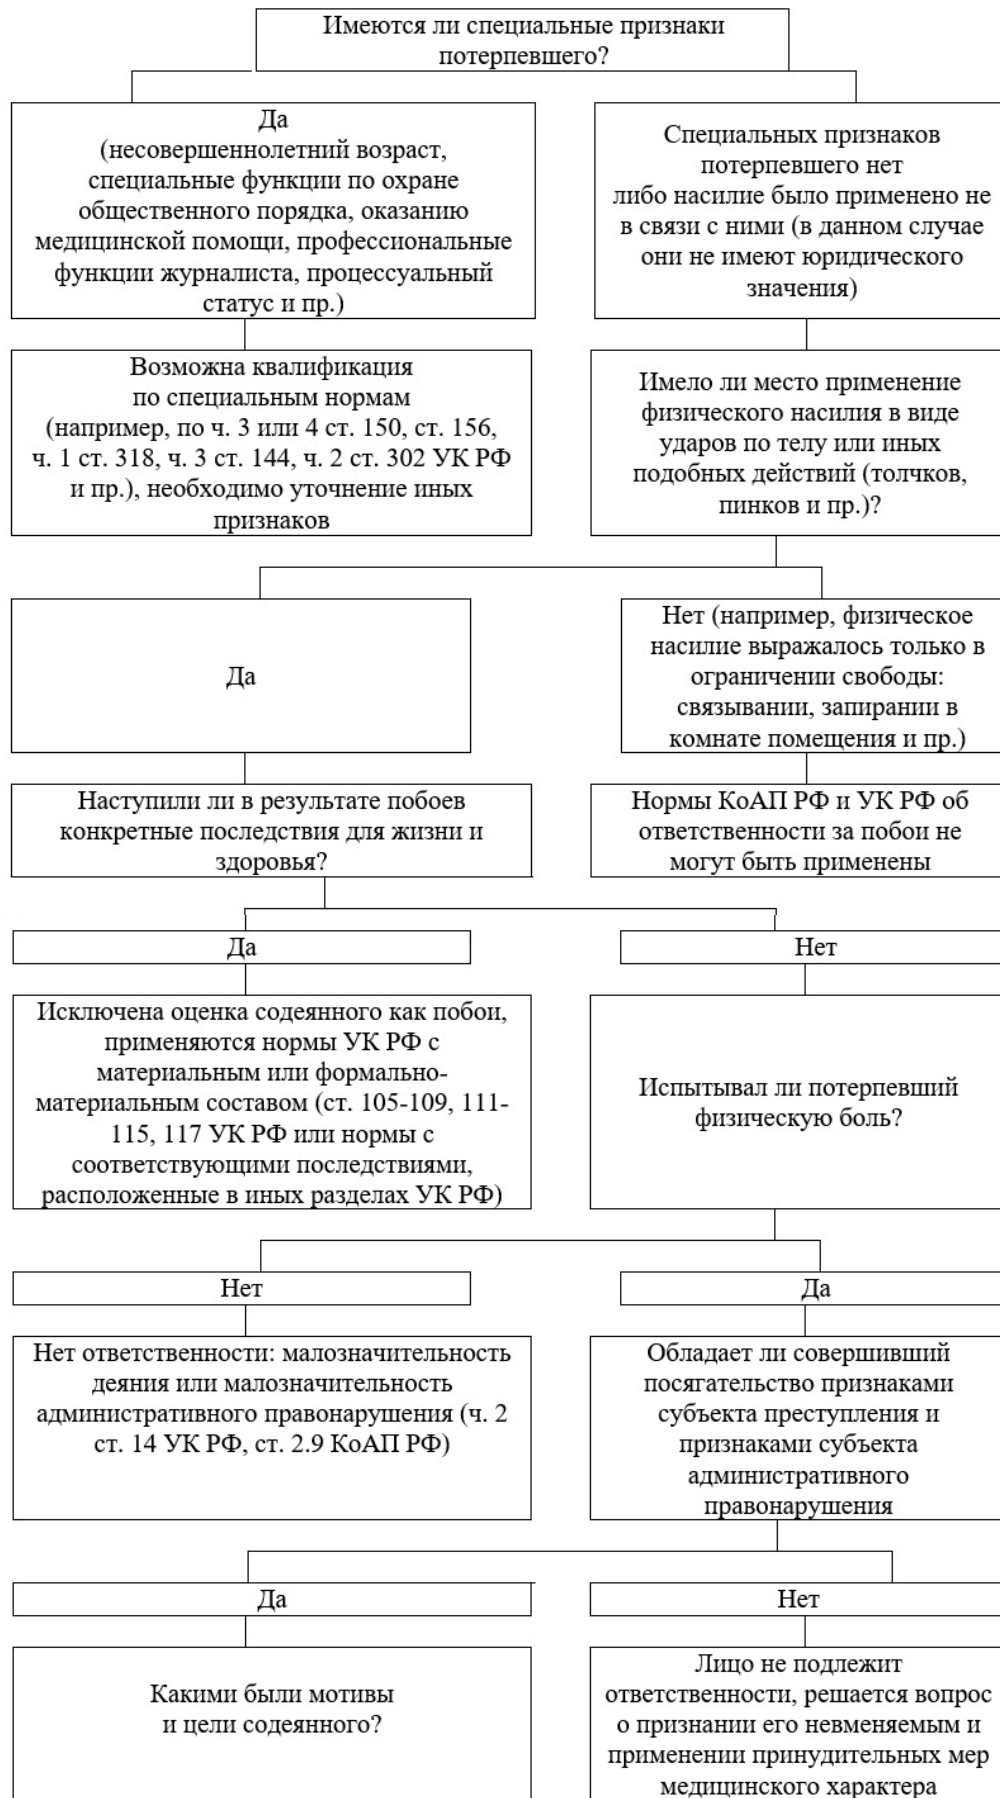 Имеются ли специальные признаки
потерпевшего?
Да
(несовершеннолетний возраст,
специальные функции по охране
общественного порядка, оказанию
медицинской помощи, профессиональные
функции журналиста, процессуальный
статус и пр.)
Специальных признаков
потерпевшего нет
либо насилие было применено не
в связи с ними (в данном случае
они не имеют юридического
значения)
Возможна квалификация
по специальным нормам
(например, по ч. 3 или 4 ст. 150, ст. 156,
ч. 1 ст. 318, ч. 3 ст. 144, ч. 2 ст. 302 УК РФ
и пр.), необходимо уточнение иных
признаков
Имело ли место применение
физического насилия в виде
ударов по телу или иных
подобных действий (толчков,
пинков и пр.)?
Да
Нет (например, физическое
насилие выражалось только в
ограничении свободы:
связывании, запирании в
комнате помещения и пр.)
Наступили ли в результате побоев
конкретные последствия для жизни и
здоровья?
Нормы КоАП РФ и УК РФ об
ответственности за побои не
могут быть применены
Да
Нет
Исключена оценка содеянного как побои,
применяются нормы УК РФ с
материальным или формально-
материальным составом (ст. 105-109, 111-
115, 117 УК РФ или нормы с
соответствующими последствиями,
расположенные в иных разделах УК РФ)
Испытывал ли потерпевший
физическую боль?
Нет
Да
Нет ответственности: малозначительность
деяния или малозначительность
административного правонарушения (ч. 2
ст. 14 УК РФ, ст. 2.9 КоАП РФ)
Обладает ли совершивший
посягательство признаками
субъекта преступления и
признаками субъекта
административного
правонарушения
Да
Нет
Какими были мотивы
и цели содеянного?
Лицо не подлежит
ответственности, решается вопрос
о признании его невменяемым и
применении принудительных мер
медицинского характера